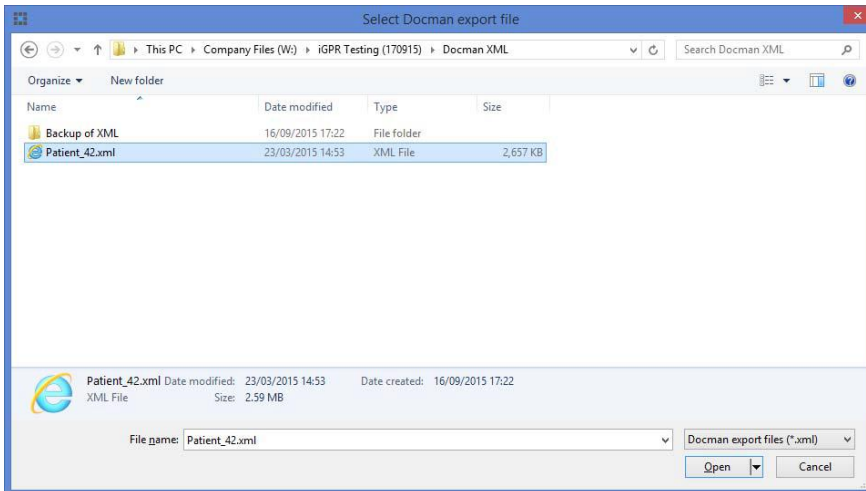 Select Docman export file
This PC Company Files (W:) iGPR Testing (170915) Docman XML Search Docman XML
Organize New folder
Name Date modified Type Size
Backup of XML 16/09/2015 17:22 File folder
Patient_42.xml 23/03/2015 14:53 XML File 2,657 KB
Patient_42.xml Date modified: 23/03/2015 14:53 Date created: 16/09/2015 17:22
XML File Size: 2.59 MB
File name: Patient_42.xml Docman export files (*.xml)
Open Cancel